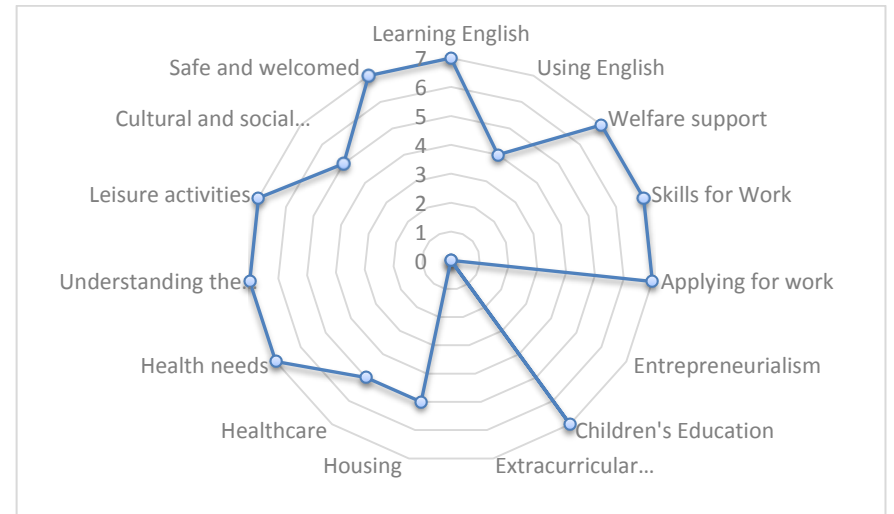 Learning English
Using English
Welfare support
Skills for Work
Applying for work
Entrepreneurialism
Children's Education
Extracurricular...
Housing
Healthcare
Health needs
Understanding the...
Leisure activities
Cultural and social...
Safe and welcomed
7
6
5
4
3
2
1
0